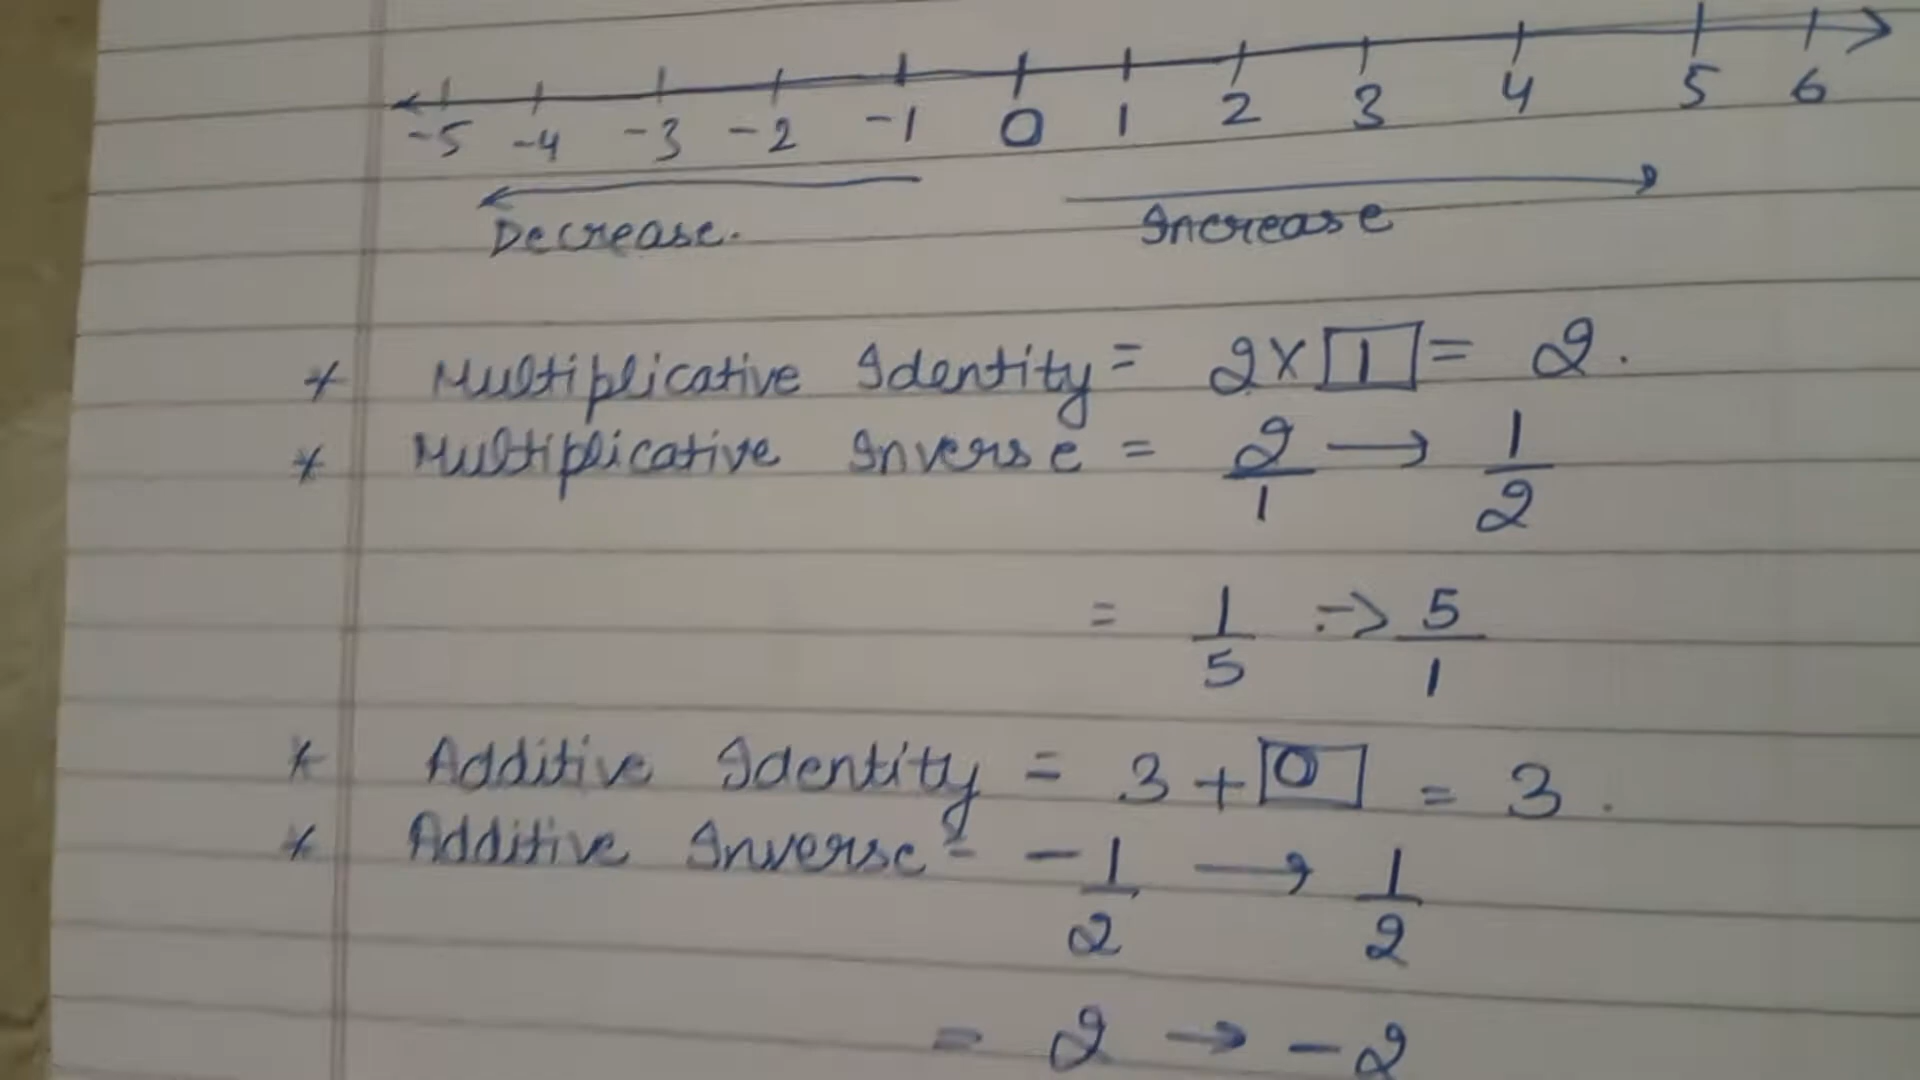 -5 -4 -3 -2 -1 0 1 2 3 4 5 6
Decrease. Increase
* Multiplicative Identity = 2 × 1 = 2.
* Multiplicative Inverse = 2/1 → 1/2
= 1/5 → 5/1
* Additive Identity = 3 + 0 = 3.
* Additive Inverse = -1/2 → 1/2
= 2 → -2